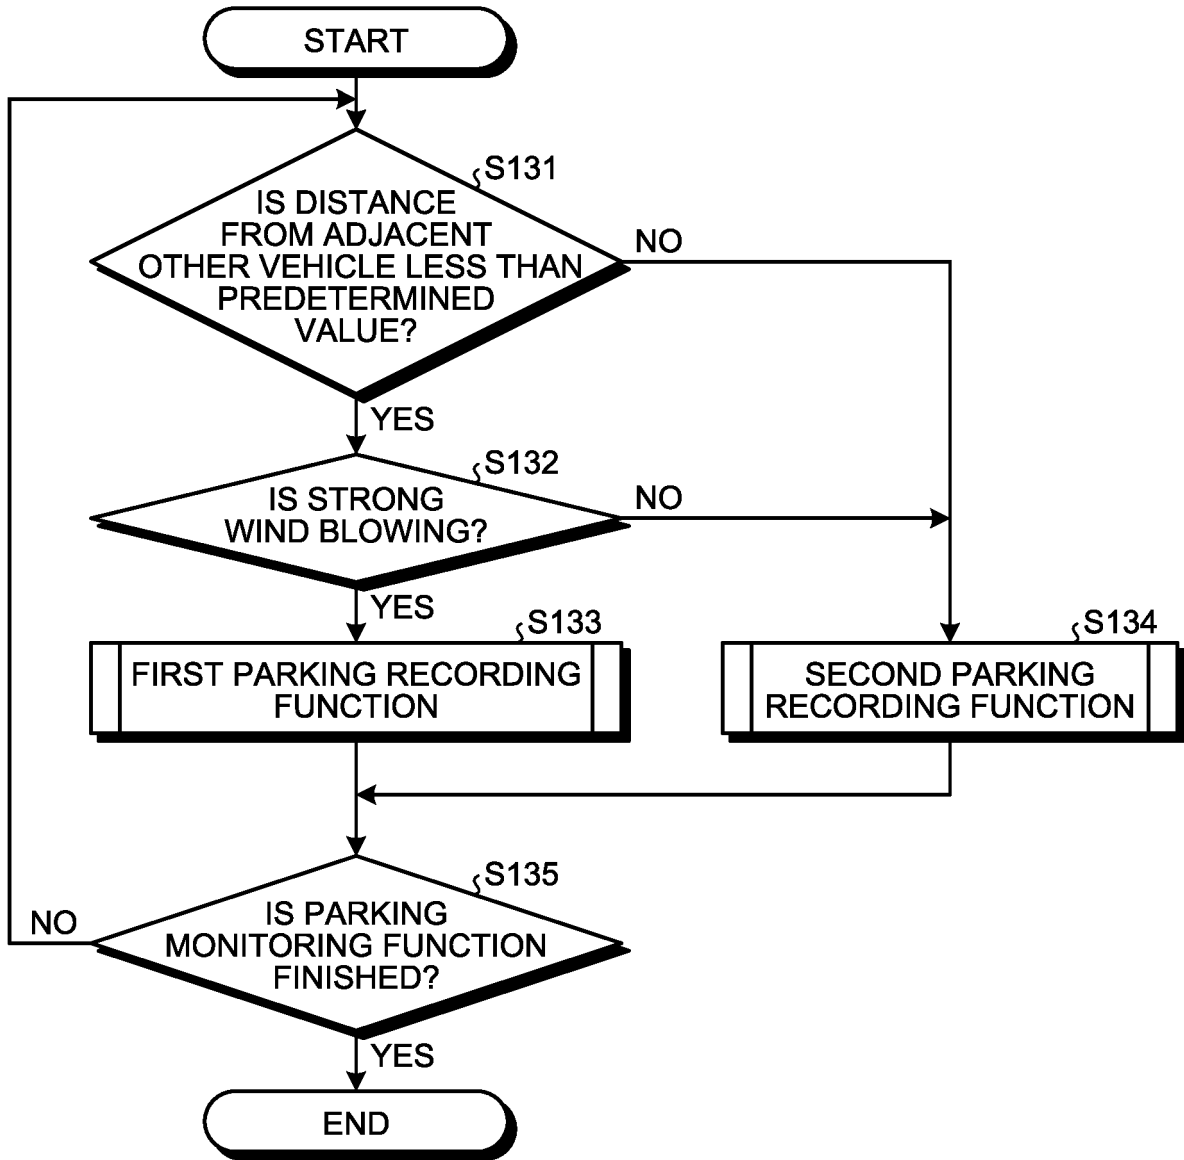 START
S131
IS DISTANCE
FROM ADJACENT
OTHER VEHICLE LESS THAN
PREDETERMINED
VALUE?
NO
YES
S132
IS STRONG
WIND BLOWING?
NO
YES
S133
FIRST PARKING RECORDING
FUNCTION
S134
SECOND PARKING
RECORDING FUNCTION
S135
IS PARKING
MONITORING FUNCTION
FINISHED?
NO
YES
END